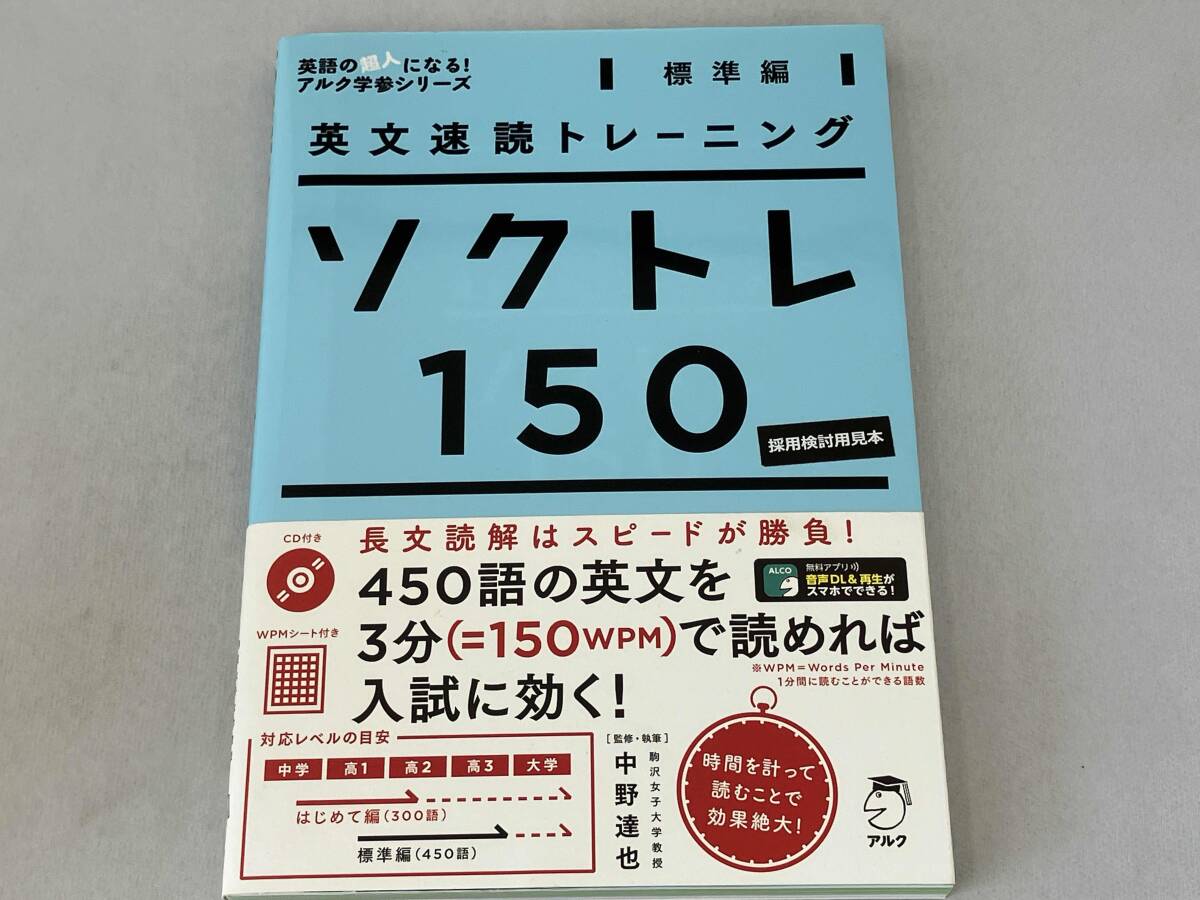 英語の超人になる!
アルク学参シリーズ
標準編
英文速読トレーニング
ソクトレ
150
採用検討用見本
CD付き
長文読解はスピードが勝負!
450語の英文を
ALCO
無料アプリ
音声DL&再生が
スマホでできる!
WPMシート付き
3分(=150WPM)で読めれば
※WPM=Words Per Minute
1分間に読むことができる語数
入試に効く!
対応レベルの目安
中学 高1 高2 高3 大学
はじめて編(300語)
標準編(450語)
[監修・執筆]
駒沢女子大学教授
中野達也
時間を計って
読むことで
効果絶大!
アルク